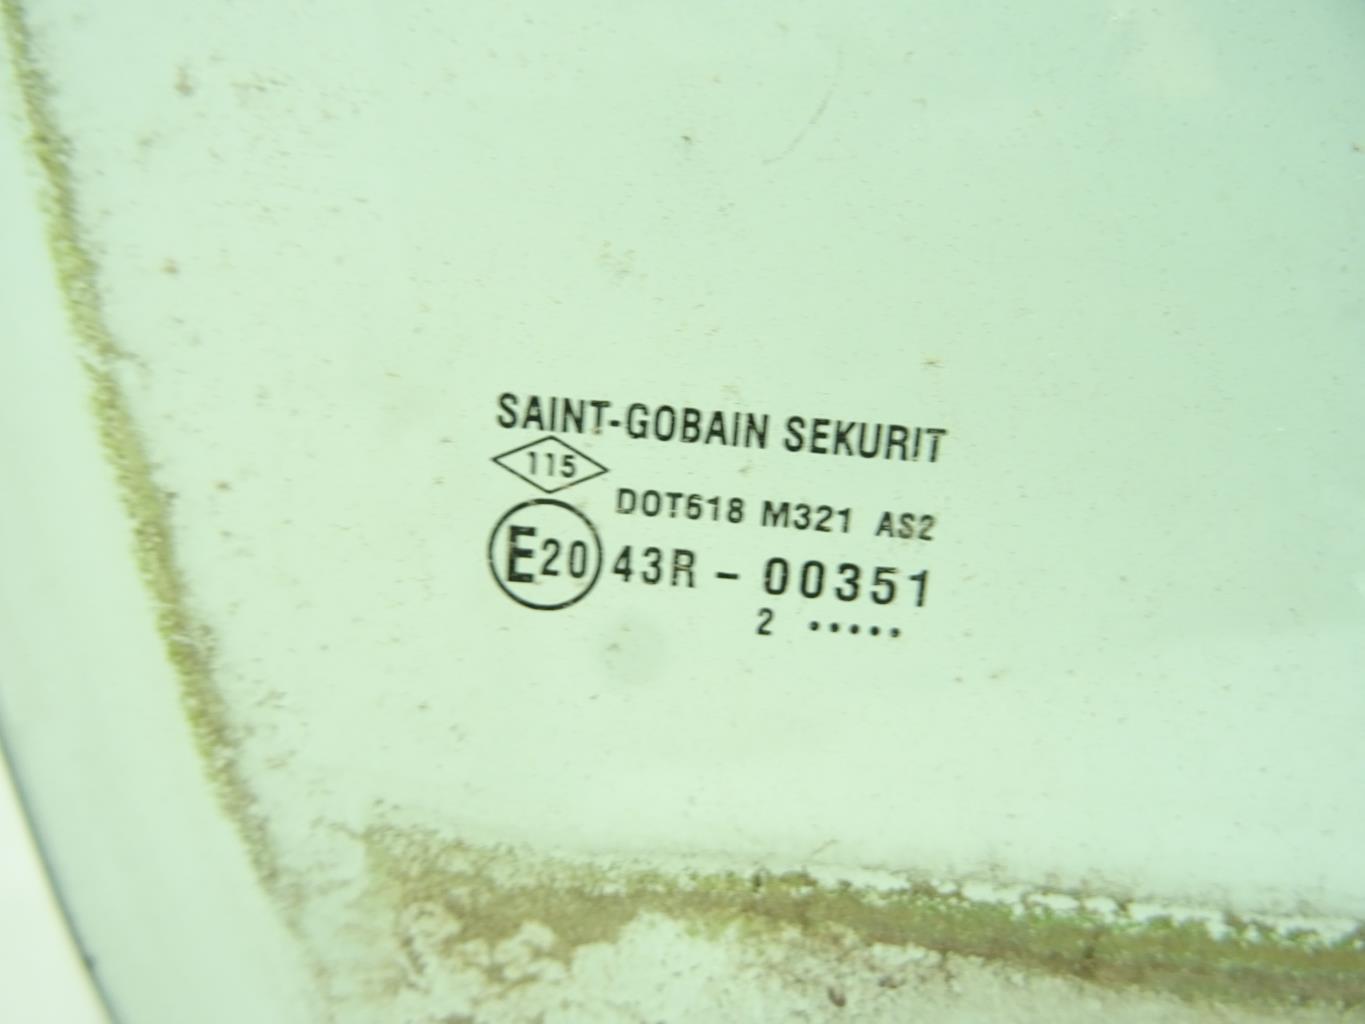 SAINT-GOBAIN SEKURIT
115
DOT618 M321 AS2
E20 43R - 00351
2 •••••